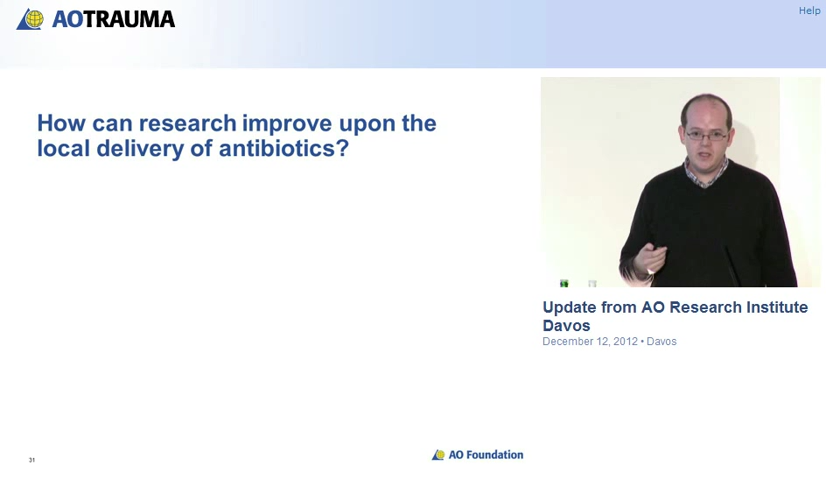 AOTRAUMA
Help
How can research improve upon the
local delivery of antibiotics?
Update from AO Research Institute
Davos
December 12, 2012 • Davos
31
AO Foundation